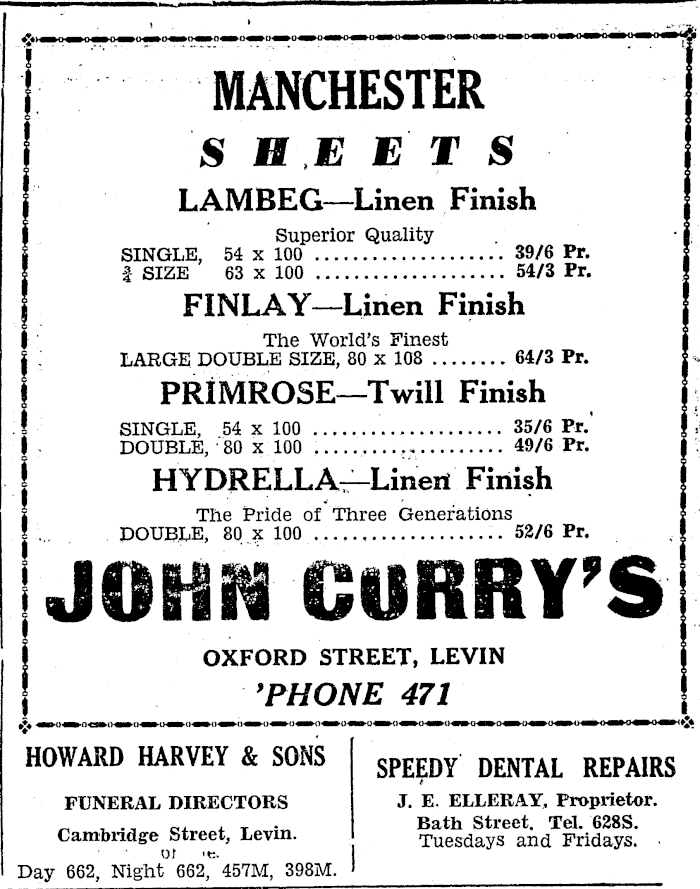 MANCHESTER
SHEETS
LAMBEG—Linen Finish
Superior Quality
SINGLE, 54 x 100 .................... 39/6 Pr.
¾ SIZE 63 x 100 .................... 54/3 Pr.
FINLAY—Linen Finish
The World's Finest
LARGE DOUBLE SIZE, 80 x 108 ........ 64/3 Pr.
PRIMROSE—Twill Finish
SINGLE, 54 x 100 .................... 35/6 Pr.
DOUBLE, 80 x 100 .................... 49/6 Pr.
HYDRELLA—Linen Finish
The Pride of Three Generations
DOUBLE, 80 x 100 .................... 52/6 Pr.
JOHN CURRY'S
OXFORD STREET, LEVIN
'PHONE 471
HOWARD HARVEY & SONS
FUNERAL DIRECTORS
Cambridge Street, Levin.
Day 662, Night 662, 457M, 398M.
SPEEDY DENTAL REPAIRS
J. E. ELLERAY, Proprietor.
Bath Street. Tel. 628S.
Tuesdays and Fridays.